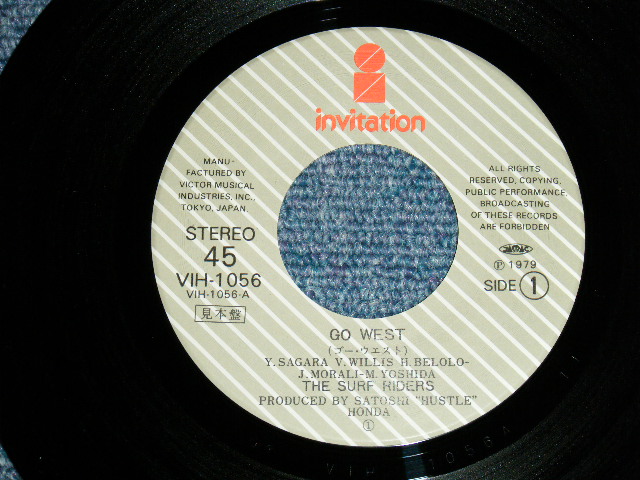 invitation
MANU-
FACTURED BY
VICTOR MUSICAL
INDUSTRIES, INC.,
TOKYO, JAPAN.
ALL RIGHTS
RESERVED, COPYING,
PUBLIC PERFORMANCE,
BROADCASTING
OF THESE RECORDS
ARE FORBIDDEN
STEREO
45
VIH-1056
VIH-1056-A
見本盤
Ⓟ 1979
SIDE 1
GO WEST
(ゴー・ウエスト)
Y. SAGARA V. WILLIS H. BELOLO-
J. MORALI-M. YOSHIDA
THE SURF RIDERS
PRODUCED BY SATOSHI "HUSTLE"
HONDA
①